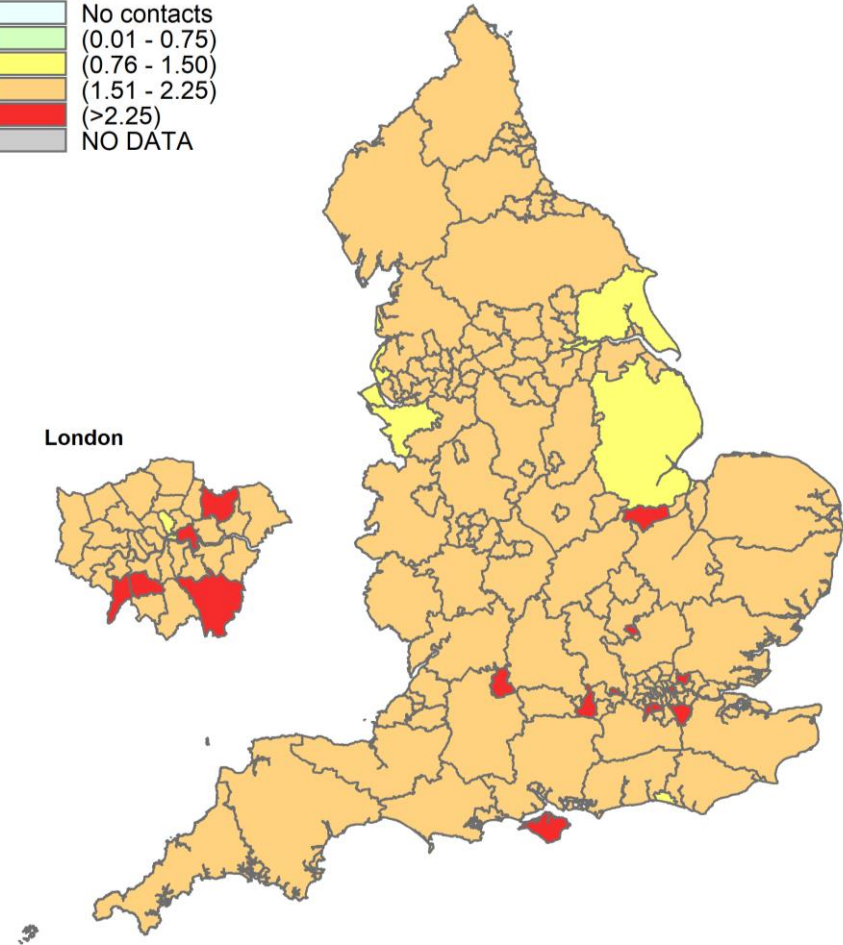 No contacts
(0.01 - 0.75)
(0.76 - 1.50)
(1.51 - 2.25)
(>2.25)
NO DATA
London